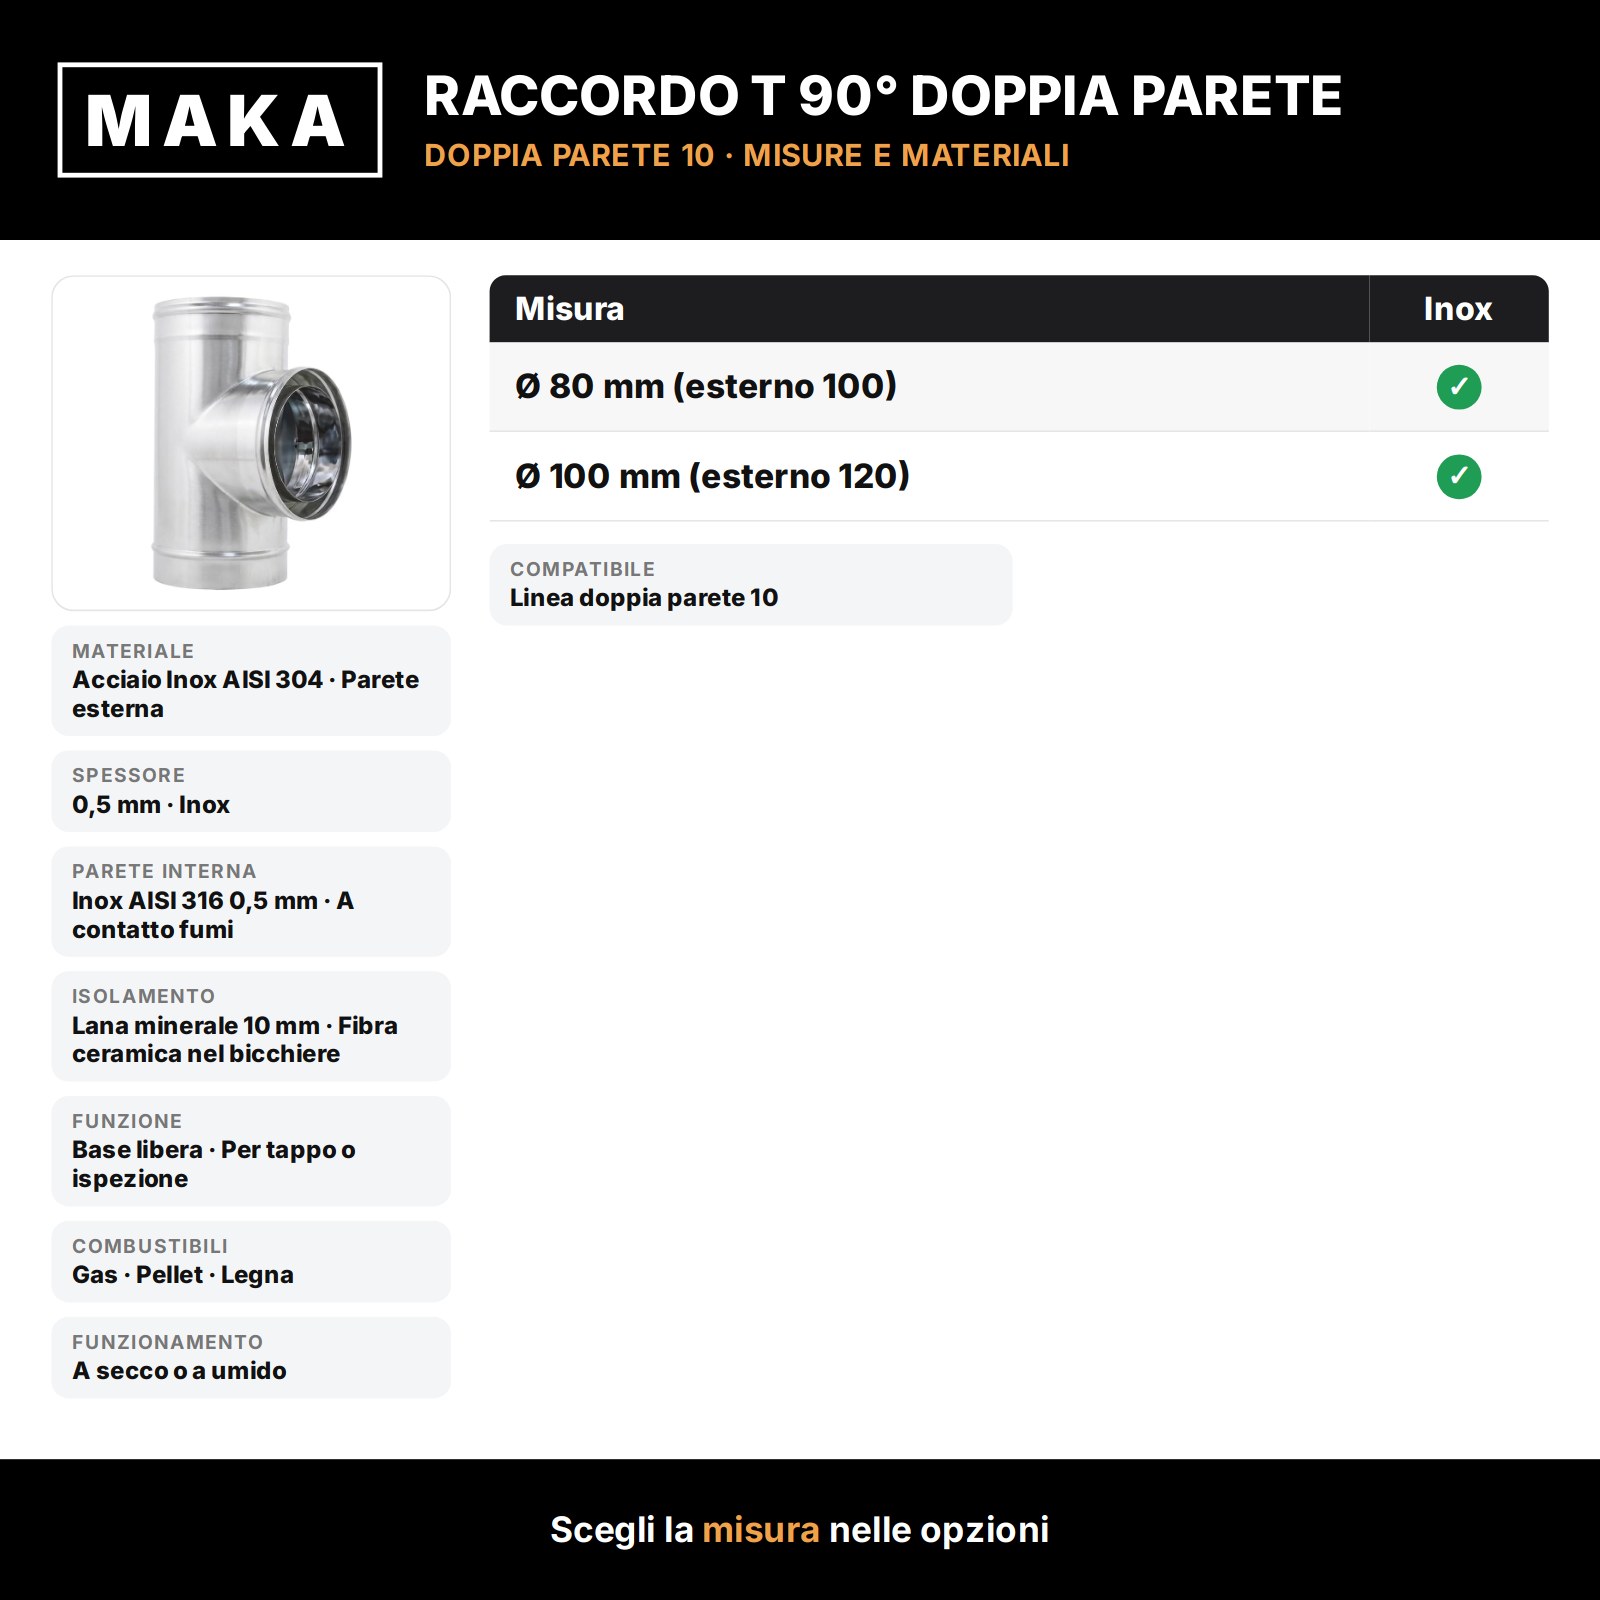 MAKA
RACCORDO T 90° DOPPIA PARETE
DOPPIA PARETE 10 · MISURE E MATERIALI
MATERIALE
Acciaio Inox AISI 304 · Parete
esterna
SPESSORE
0,5 mm · Inox
PARETE INTERNA
Inox AISI 316 0,5 mm · A
contatto fumi
ISOLAMENTO
Lana minerale 10 mm · Fibra
ceramica nel bicchiere
FUNZIONE
Base libera · Per tappo o
ispezione
COMBUSTIBILI
Gas · Pellet · Legna
FUNZIONAMENTO
A secco o a umido
Misura Inox
Ø 80 mm (esterno 100) ✓
Ø 100 mm (esterno 120) ✓
COMPATIBILE
Linea doppia parete 10
Scegli la misura nelle opzioni